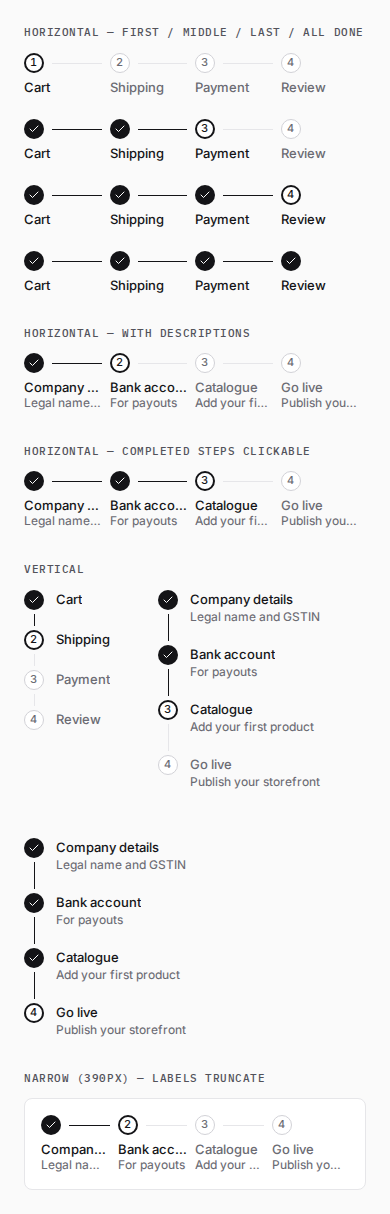 HORIZONTAL — FIRST / MIDDLE / LAST / ALL DONE
1 2 3 4
Cart Shipping Payment Review
3 4
Cart Shipping Payment Review
4
Cart Shipping Payment Review
Cart Shipping Payment Review
HORIZONTAL — WITH DESCRIPTIONS
2 3 4
Company ... Bank acco... Catalogue Go live
Legal name... For payouts Add your fi... Publish you...
HORIZONTAL — COMPLETED STEPS CLICKABLE
3 4
Company ... Bank acco... Catalogue Go live
Legal name... For payouts Add your fi... Publish you...
VERTICAL
Cart
2 Shipping
3 Payment
4 Review
Company details
Legal name and GSTIN
Bank account
For payouts
3 Catalogue
Add your first product
4 Go live
Publish your storefront
Company details
Legal name and GSTIN
Bank account
For payouts
Catalogue
Add your first product
4 Go live
Publish your storefront
NARROW (390PX) — LABELS TRUNCATE
2 3 4
Compan... Bank acc... Catalogue Go live
Legal na... For payouts Add your ... Publish yo...